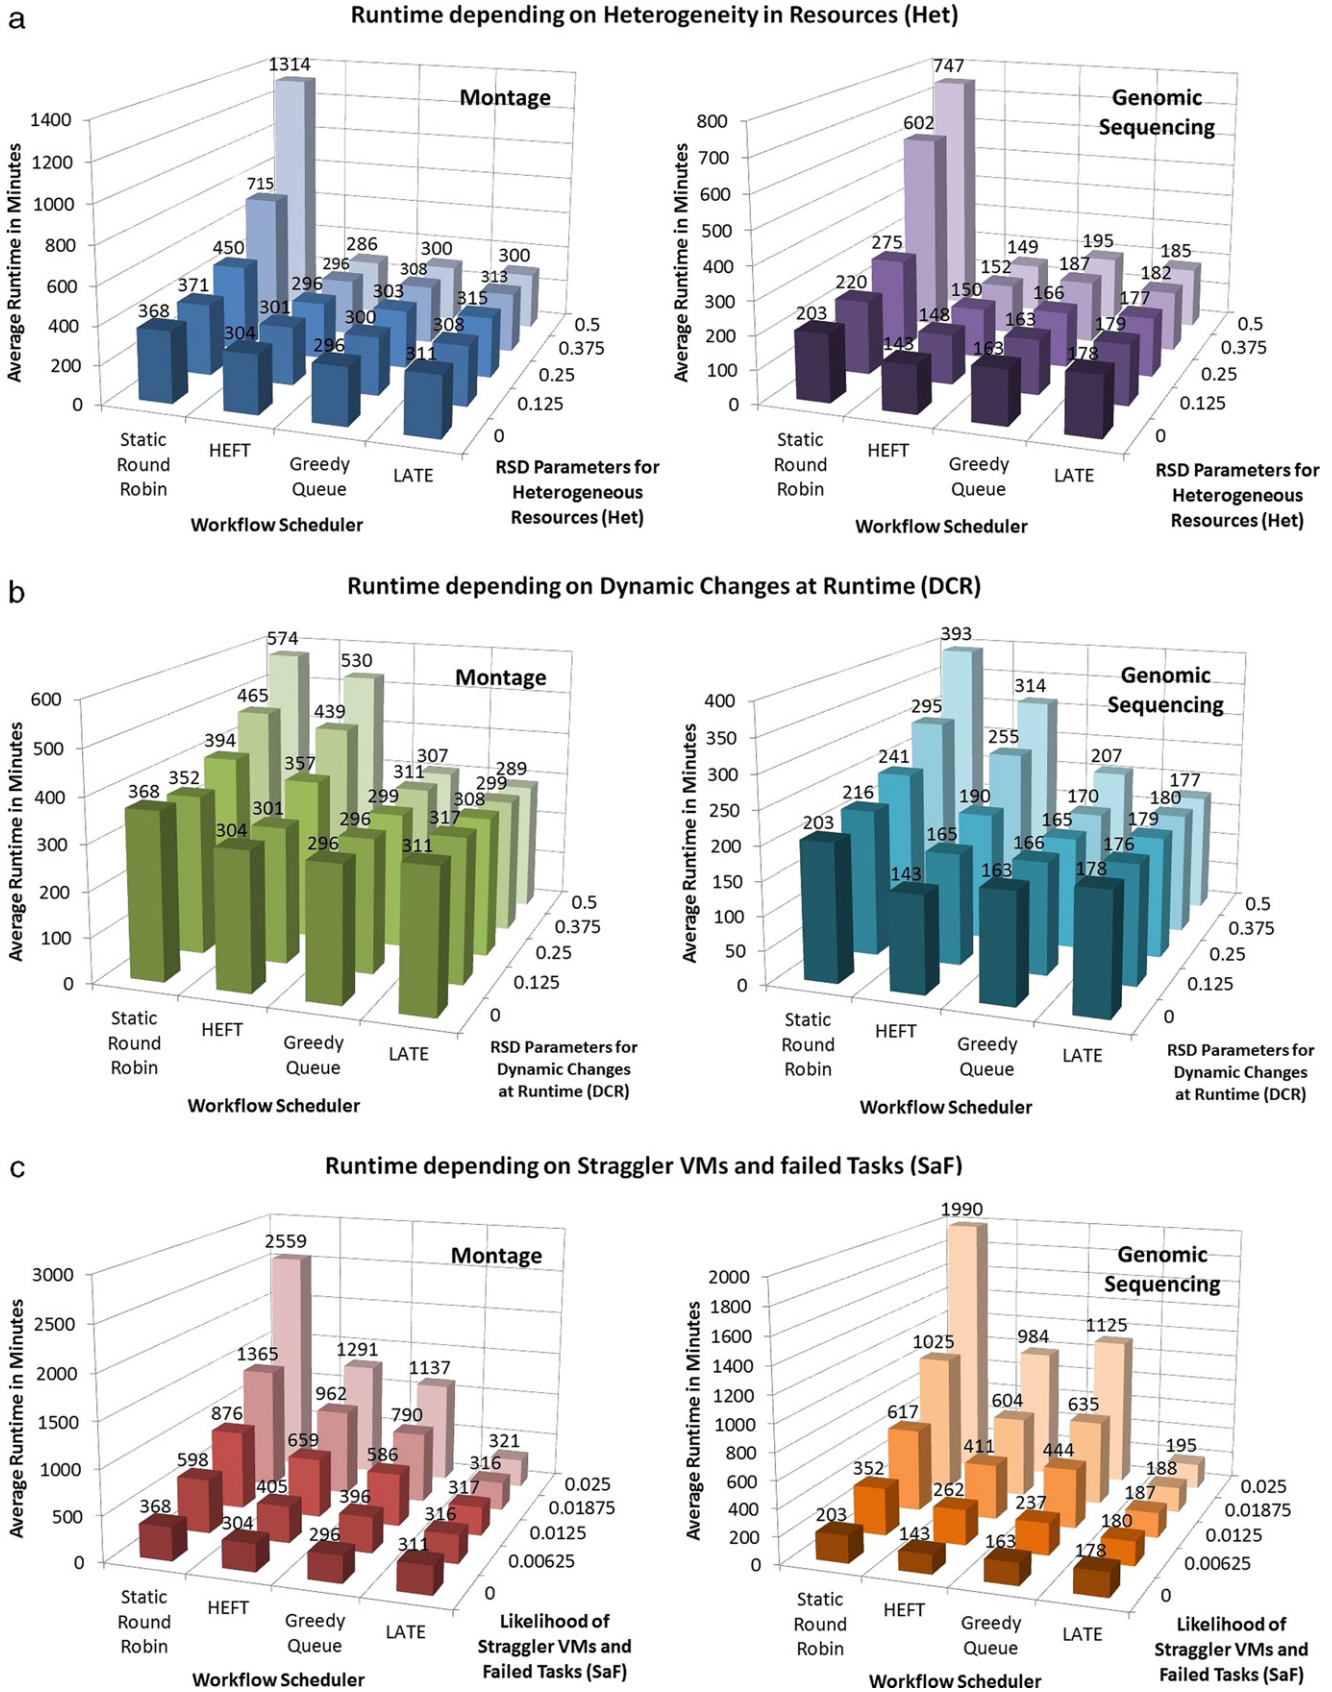 a
Runtime depending on Heterogeneity in Resources (Het)
Montage
Average Runtime in Minutes
1400
1200
1000
800
600
400
200
0
1314
715
450
371
368
286
296
296
301
304
300
308
303
300
296
300
313
315
308
311
0.5
0.375
0.25
0.125
0
Static
Round
Robin
HEFT
Greedy
Queue
LATE
Workflow Scheduler
RSD Parameters for
Heterogeneous
Resources (Het)
Genomic
Sequencing
Average Runtime in Minutes
800
700
600
500
400
300
200
100
0
747
602
275
220
203
149
152
150
148
143
195
187
166
163
163
185
182
177
179
178
0.5
0.375
0.25
0.125
0
Static
Round
Robin
HEFT
Greedy
Queue
LATE
Workflow Scheduler
RSD Parameters for
Heterogeneous
Resources (Het)
b
Runtime depending on Dynamic Changes at Runtime (DCR)
Montage
Average Runtime in Minutes
600
500
400
300
200
100
0
574
465
394
352
368
530
439
357
301
304
307
311
299
296
296
289
299
308
317
311
0.5
0.375
0.25
0.125
0
Static
Round
Robin
HEFT
Greedy
Queue
LATE
Workflow Scheduler
RSD Parameters for
Dynamic Changes
at Runtime (DCR)
Genomic
Sequencing
Average Runtime in Minutes
400
350
300
250
200
150
100
50
0
393
295
241
216
203
314
255
190
165
143
207
170
165
166
163
177
180
179
176
178
0.5
0.375
0.25
0.125
0
Static
Round
Robin
HEFT
Greedy
Queue
LATE
Workflow Scheduler
RSD Parameters for
Dynamic Changes
at Runtime (DCR)
c
Runtime depending on Straggler VMs and failed Tasks (SaF)
Montage
Average Runtime in Minutes
3000
2500
2000
1500
1000
500
0
2559
1365
876
598
368
1291
962
659
405
304
1137
790
586
396
296
321
316
317
316
311
0.025
0.01875
0.0125
0.00625
0
Static
Round
Robin
HEFT
Greedy
Queue
LATE
Workflow Scheduler
Likelihood of
Straggler VMs and
Failed Tasks (SaF)
Genomic
Sequencing
Average Runtime in Minutes
2000
1800
1600
1400
1200
1000
800
600
400
200
0
1990
1025
617
352
203
984
604
411
262
143
1125
635
444
237
163
195
188
187
180
178
0.025
0.01875
0.0125
0.00625
0
Static
Round
Robin
HEFT
Greedy
Queue
LATE
Workflow Scheduler
Likelihood of
Straggler VMs and
Failed Tasks (SaF)